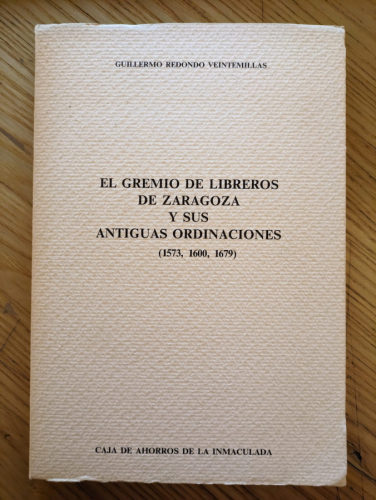 GUILLERMO REDONDO VEINTEMILLAS
EL GREMIO DE LIBREROS
DE ZARAGOZA
Y SUS
ANTIGUAS ORDINACIONES
(1573, 1600, 1679)
CAJA DE AHORROS DE LA INMACULADA